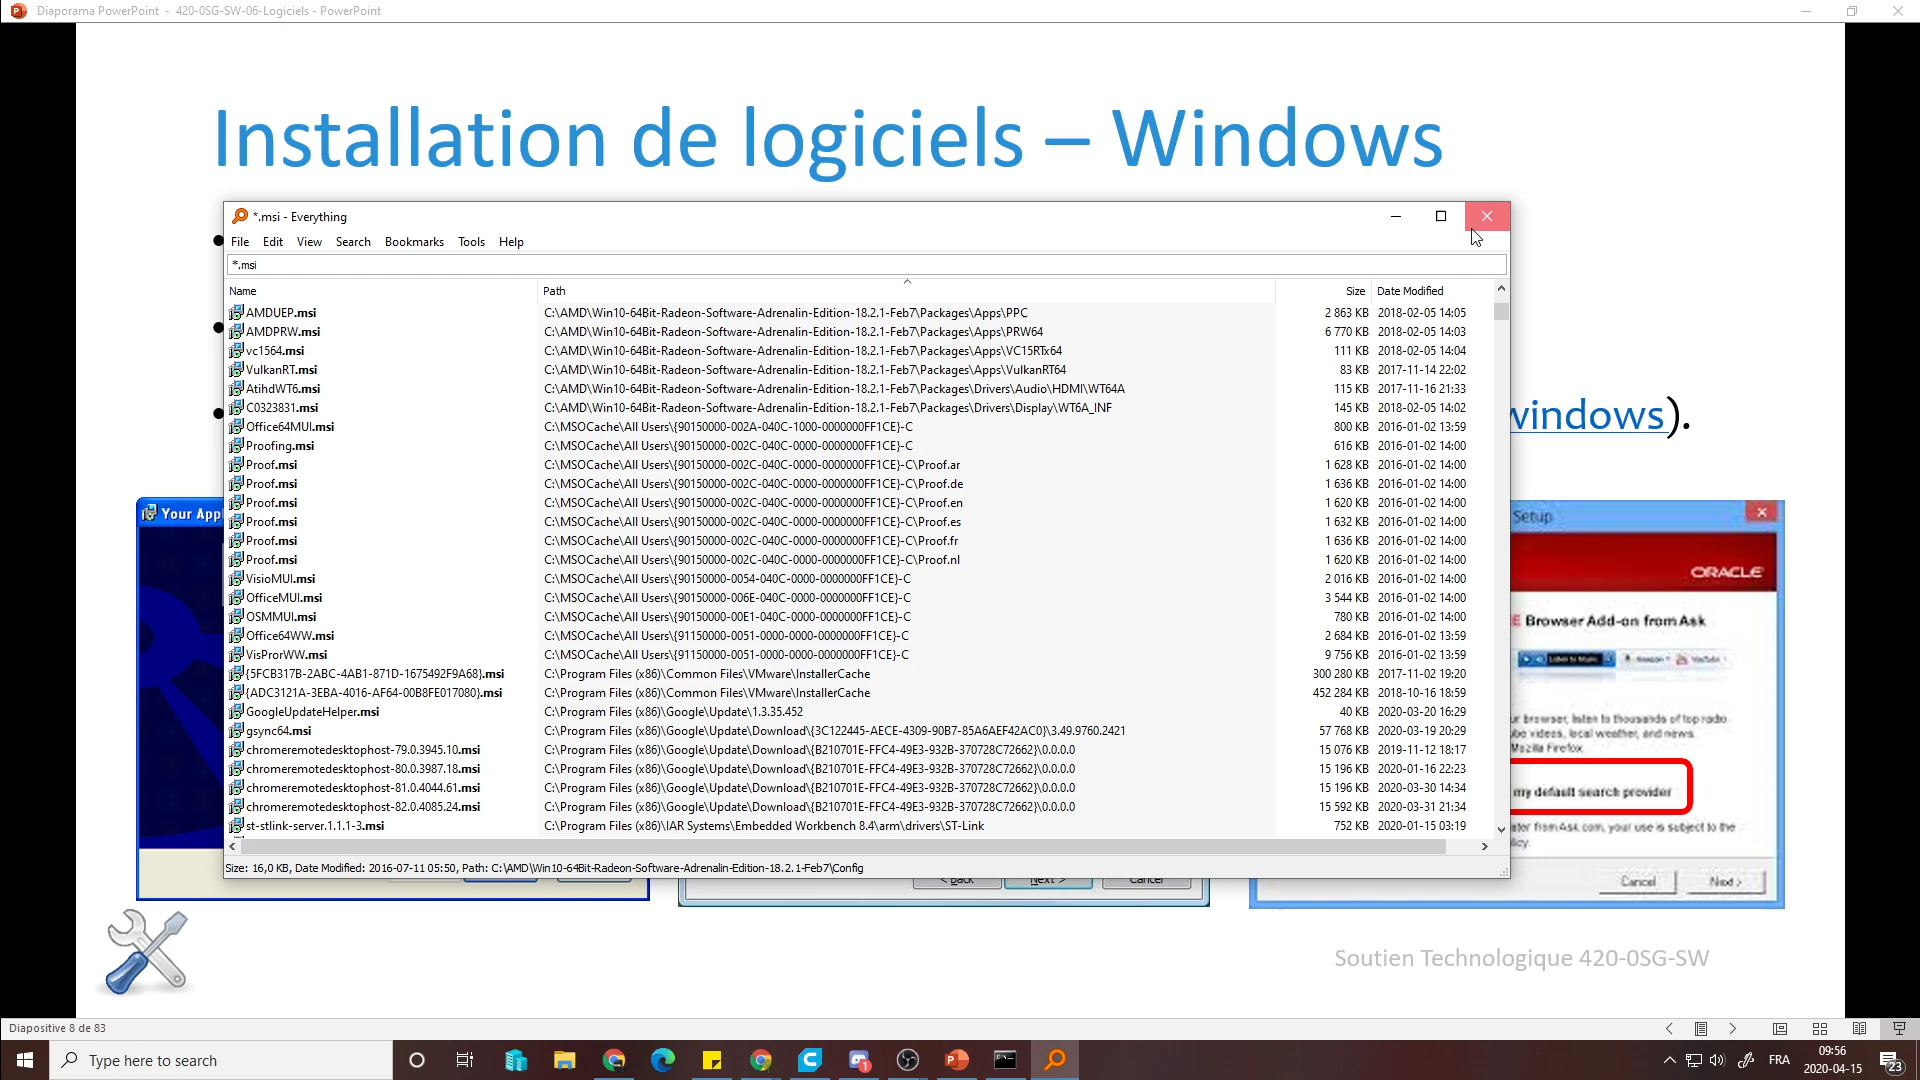 Diaporama PowerPoint - 420-0SG-SW-06-Logiciels - PowerPoint
Installation de logiciels – Windows
*.msi - Everything
File Edit View Search Bookmarks Tools Help
*.msi
Name Path Size Date Modified
AMDUEP.msi C:\AMD\Win10-64Bit-Radeon-Software-Adrenalin-Edition-18.2.1-Feb7\Packages\Apps\PPC 2 863 KB 2018-02-05 14:05
AMDPRW.msi C:\AMD\Win10-64Bit-Radeon-Software-Adrenalin-Edition-18.2.1-Feb7\Packages\Apps\PRW64 6 770 KB 2018-02-05 14:03
vc1564.msi C:\AMD\Win10-64Bit-Radeon-Software-Adrenalin-Edition-18.2.1-Feb7\Packages\Apps\VC15RTx64 111 KB 2018-02-05 14:04
VulkanRT.msi C:\AMD\Win10-64Bit-Radeon-Software-Adrenalin-Edition-18.2.1-Feb7\Packages\Apps\VulkanRT64 83 KB 2017-11-14 22:02
AtihdWT6.msi C:\AMD\Win10-64Bit-Radeon-Software-Adrenalin-Edition-18.2.1-Feb7\Packages\Drivers\Audio\HDMI\WT64A 115 KB 2017-11-16 21:33
C0323831.msi C:\AMD\Win10-64Bit-Radeon-Software-Adrenalin-Edition-18.2.1-Feb7\Packages\Drivers\Display\WT6A_INF 145 KB 2018-02-05 14:02
Office64MUI.msi C:\MSOCache\All Users\{90150000-002A-040C-1000-0000000FF1CE}-C 800 KB 2016-01-02 13:59
Proofing.msi C:\MSOCache\All Users\{90150000-002C-040C-0000-0000000FF1CE}-C 616 KB 2016-01-02 14:00
Proof.msi C:\MSOCache\All Users\{90150000-002C-040C-0000-0000000FF1CE}-C\Proof.ar 1 628 KB 2016-01-02 14:00
Proof.msi C:\MSOCache\All Users\{90150000-002C-040C-0000-0000000FF1CE}-C\Proof.de 1 636 KB 2016-01-02 14:00
Proof.msi C:\MSOCache\All Users\{90150000-002C-040C-0000-0000000FF1CE}-C\Proof.en 1 620 KB 2016-01-02 14:00
Proof.msi C:\MSOCache\All Users\{90150000-002C-040C-0000-0000000FF1CE}-C\Proof.es 1 632 KB 2016-01-02 14:00
Proof.msi C:\MSOCache\All Users\{90150000-002C-040C-0000-0000000FF1CE}-C\Proof.fr 1 636 KB 2016-01-02 14:00
Proof.msi C:\MSOCache\All Users\{90150000-002C-040C-0000-0000000FF1CE}-C\Proof.nl 1 620 KB 2016-01-02 14:00
VisioMUI.msi C:\MSOCache\All Users\{90150000-0054-040C-0000-0000000FF1CE}-C 2 016 KB 2016-01-02 14:00
OfficeMUI.msi C:\MSOCache\All Users\{90150000-006E-040C-0000-0000000FF1CE}-C 3 544 KB 2016-01-02 14:00
OSMMUI.msi C:\MSOCache\All Users\{90150000-00E1-040C-0000-0000000FF1CE}-C 780 KB 2016-01-02 14:00
Office64WW.msi C:\MSOCache\All Users\{91150000-0051-0000-0000-0000000FF1CE}-C 2 684 KB 2016-01-02 13:59
VisProrWW.msi C:\MSOCache\All Users\{91150000-0051-0000-0000-0000000FF1CE}-C 9 756 KB 2016-01-02 13:59
{5FCB317B-2ABC-4AB1-871D-1675492F9A68}.msi C:\Program Files (x86)\Common Files\VMware\InstallerCache 300 280 KB 2017-11-02 19:20
{ADC3121A-3EBA-4016-AF64-00B8FE017080}.msi C:\Program Files (x86)\Common Files\VMware\InstallerCache 452 284 KB 2018-10-16 18:59
GoogleUpdateHelper.msi C:\Program Files (x86)\Google\Update\1.3.35.452 40 KB 2020-03-20 16:29
gsync64.msi C:\Program Files (x86)\Google\Update\Download\{3C122445-AECE-4309-90B7-85A6AEF42AC0}\3.49.9760.2421 57 768 KB 2020-03-19 20:29
chromeremotedesktophost-79.0.3945.10.msi C:\Program Files (x86)\Google\Update\Download\{B210701E-FFC4-49E3-932B-370728C72662}\0.0.0.0 15 076 KB 2019-11-12 18:17
chromeremotedesktophost-80.0.3987.18.msi C:\Program Files (x86)\Google\Update\Download\{B210701E-FFC4-49E3-932B-370728C72662}\0.0.0.0 15 196 KB 2020-01-16 22:23
chromeremotedesktophost-81.0.4044.61.msi C:\Program Files (x86)\Google\Update\Download\{B210701E-FFC4-49E3-932B-370728C72662}\0.0.0.0 15 196 KB 2020-03-30 14:34
chromeremotedesktophost-82.0.4085.24.msi C:\Program Files (x86)\Google\Update\Download\{B210701E-FFC4-49E3-932B-370728C72662}\0.0.0.0 15 592 KB 2020-03-31 21:34
st-stlink-server.1.1.1-3.msi C:\Program Files (x86)\IAR Systems\Embedded Workbench 8.4\arm\drivers\ST-Link 752 KB 2020-01-15 03:19
Size: 16,0 KB, Date Modified: 2016-07-11 05:50, Path: C:\AMD\Win10-64Bit-Radeon-Software-Adrenalin-Edition-18.2.1-Feb7\Config
windows).
Your App
< Back Next > Cancel
Setup
ORACLE
Browser Add-on from Ask
ur browser, listen to thousands of top radio
videos, local weather, and news.
Mozilla Firefox
my default search provider
from Ask.com, your use is subject to the
Cancel Next >
Soutien Technologique 420-0SG-SW
Diapositive 8 de 83
Type here to search
FRA
09:56
2020-04-15
23